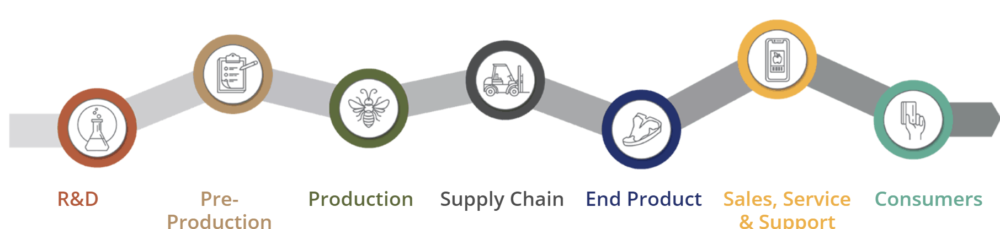 R&D
Pre-
Production
Production
Supply Chain
End Product
Sales, Service
& Support
Consumers